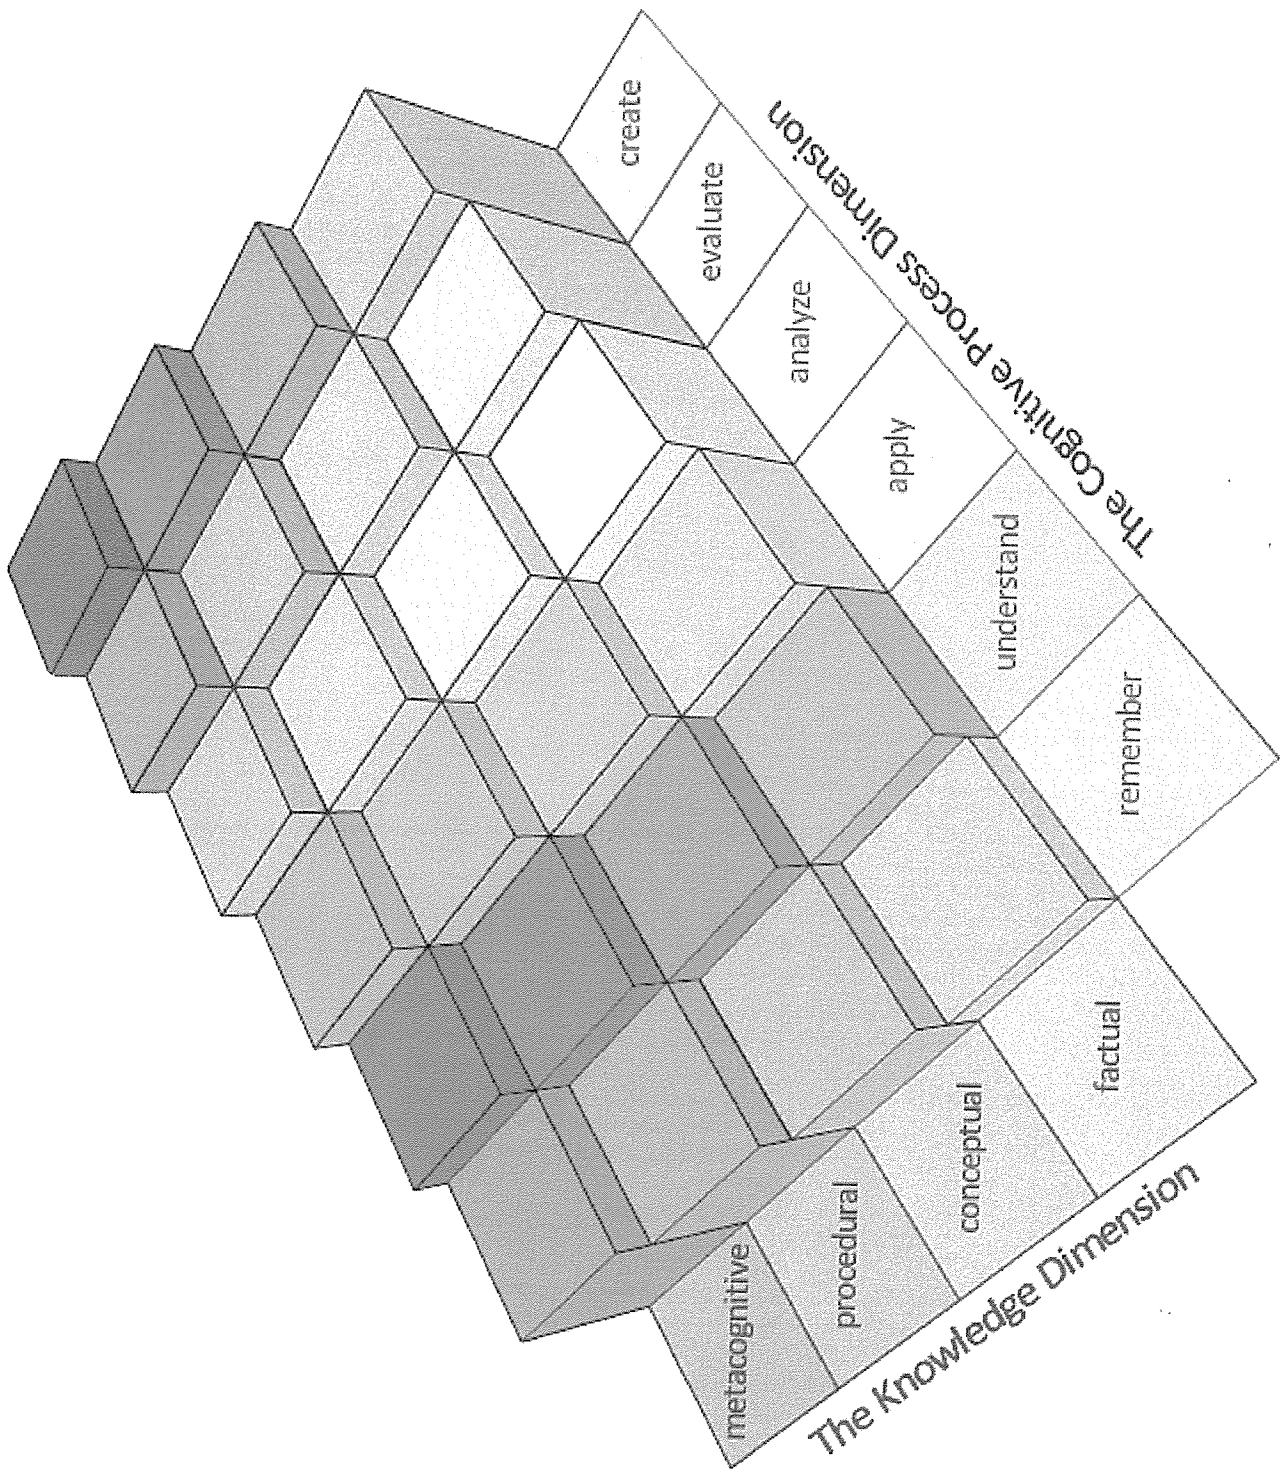 The Cognitive Process Dimension
create
evaluate
analyze
apply
understand
remember
The Knowledge Dimension
metacognitive
procedural
conceptual
factual